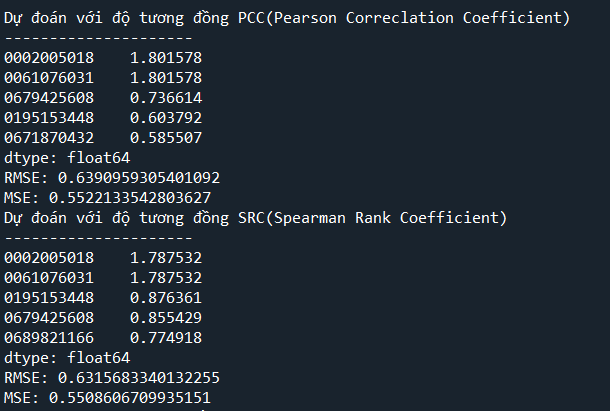 Dự đoán với độ tương đồng PCC(Pearson Correclation Coefficient)
---------------------
0002005018    1.801578
0061076031    1.801578
0679425608    0.736614
0195153448    0.603792
0671870432    0.585507
dtype: float64
RMSE: 0.6390959305401092
MSE: 0.5522133542803627
Dự đoán với độ tương đồng SRC(Spearman Rank Coefficient)
---------------------
0002005018    1.787532
0061076031    1.787532
0195153448    0.876361
0679425608    0.855429
0689821166    0.774918
dtype: float64
RMSE: 0.6315683340132255
MSE: 0.5508606709935151